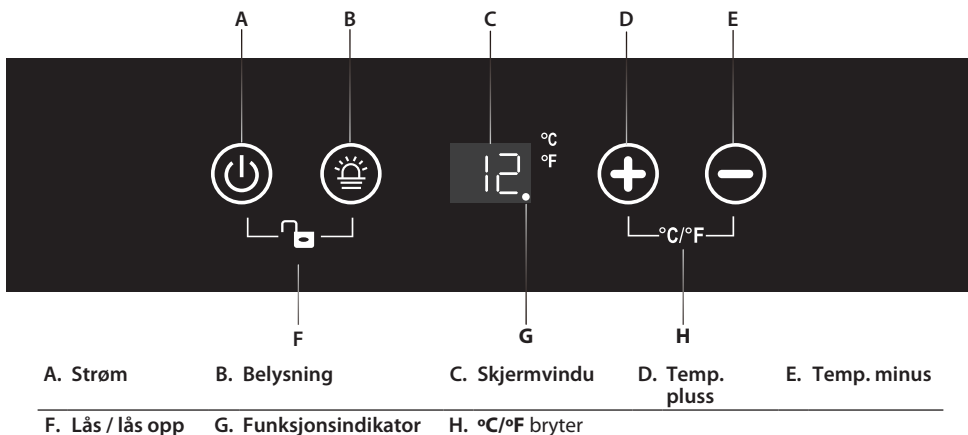 A B C D E
°C
°F
12.
°C/°F
F G H
A. Strøm B. Belysning C. Skjermvindu D. Temp. pluss E. Temp. minus
F. Lås / lås opp G. Funksjonsindikator H. ºC/ºF bryter